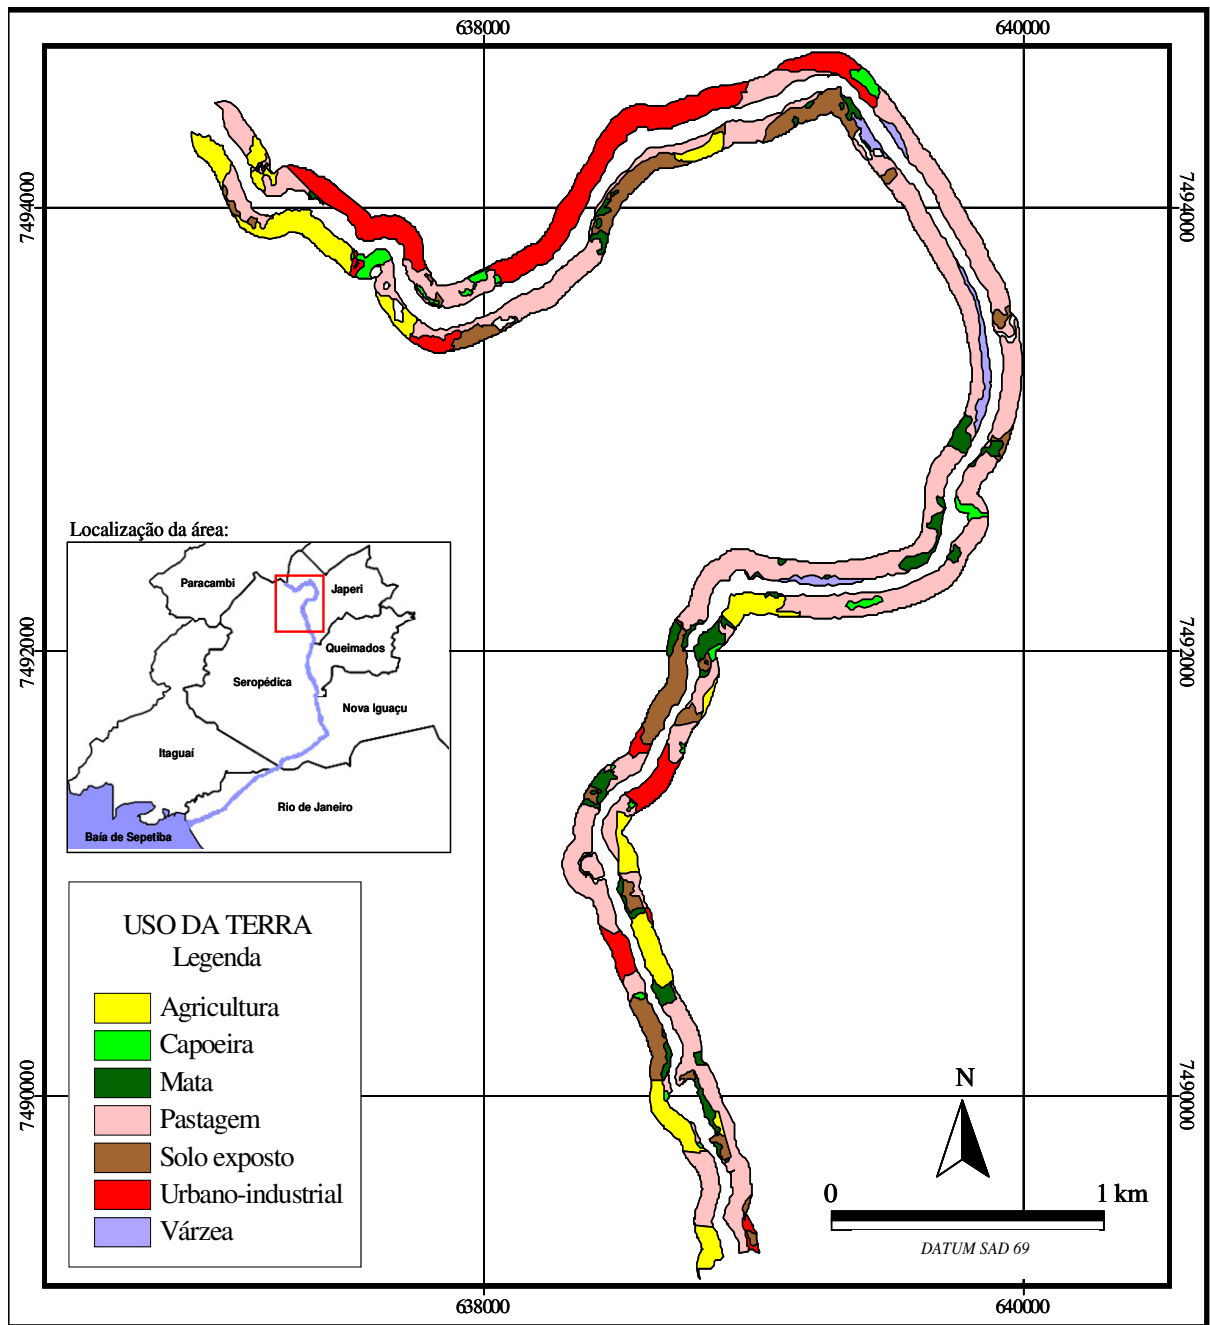 638000
640000
7494000
7494000
Localização da área:
Paracambi
Japeri
Queimados
Seropédica
Nova Iguaçu
Itaguaí
Rio de Janeiro
Baía de Sepetiba
7492000
7492000
USO DA TERRA
Legenda
Agricultura
Capoeira
Mata
Pastagem
Solo exposto
Urbano-industrial
Várzea
7490000
7490000
N
0 1 km
DATUM SAD 69
638000
640000